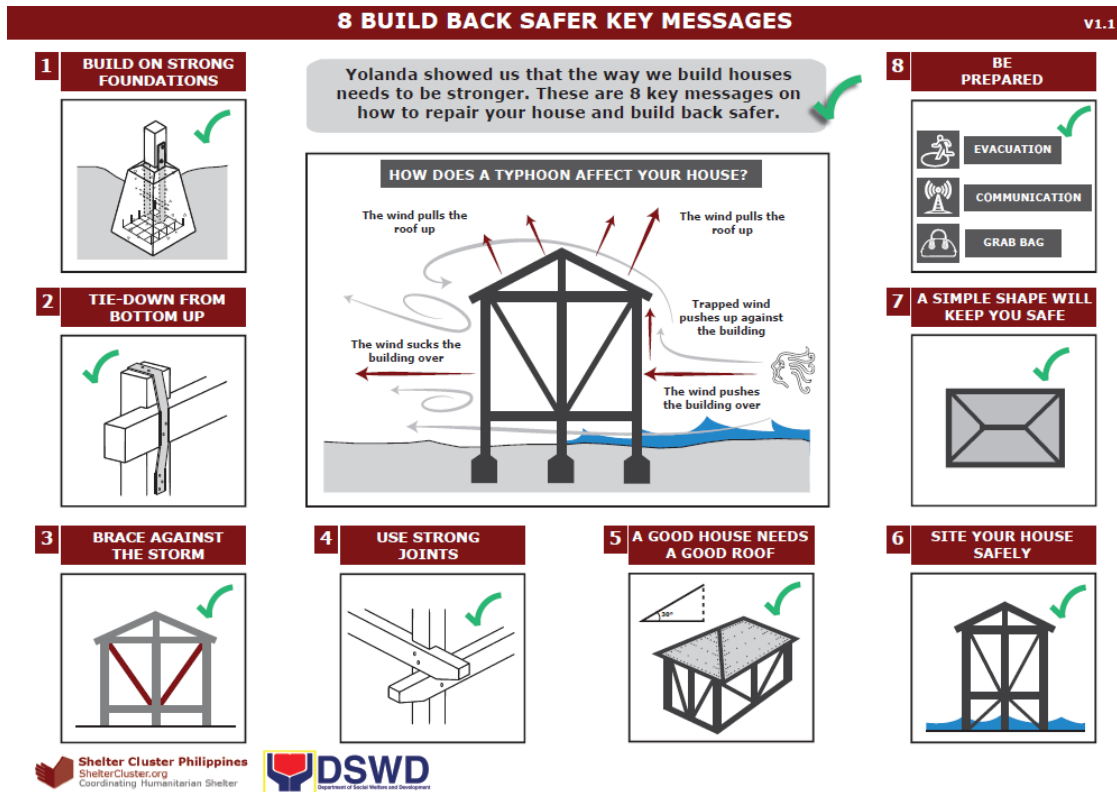 8 BUILD BACK SAFER KEY MESSAGES
V1.1
1
BUILD ON STRONG
FOUNDATIONS
Yolanda showed us that the way we build houses
needs to be stronger. These are 8 key messages on
how to repair your house and build back safer.
8
BE
PREPARED
EVACUATION
COMMUNICATION
GRAB BAG
HOW DOES A TYPHOON AFFECT YOUR HOUSE?
The wind pulls the
roof up
The wind pulls the
roof up
Trapped wind
pushes up against
the building
The wind sucks the
building over
The wind pushes
the building over
2
TIE-DOWN FROM
BOTTOM UP
7
A SIMPLE SHAPE WILL
KEEP YOU SAFE
3
BRACE AGAINST
THE STORM
4
USE STRONG
JOINTS
5
A GOOD HOUSE NEEDS
A GOOD ROOF
30°
6
SITE YOUR HOUSE
SAFELY
Shelter Cluster Philippines
ShelterCluster.org
Coordinating Humanitarian Shelter
DSWD
Department of Social Welfare and Development